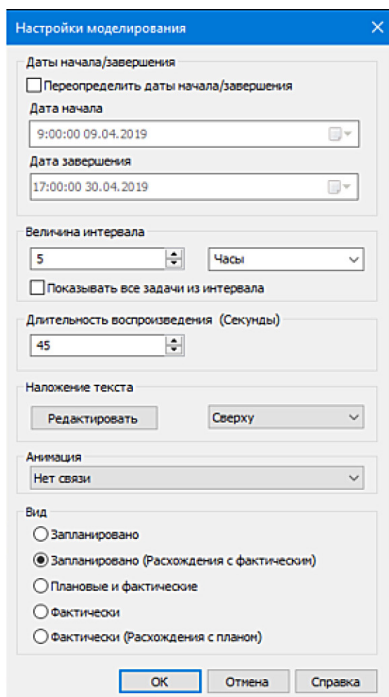 Настройки моделирования
Даты начала/завершения
Переопределить даты начала/завершения
Дата начала
9:00:00 09.04.2019
Дата завершения
17:00:00 30.04.2019
Величина интервала
5 Часы
Показывать все задачи из интервала
Длительность воспроизведения (Секунды)
45
Наложение текста
Редактировать Сверху
Анимация
Нет связи
Вид
Запланировано
Запланировано (Расхождения с фактическим)
Плановые и фактические
Фактически
Фактически (Расхождения с планом)
ОК Отмена Справка